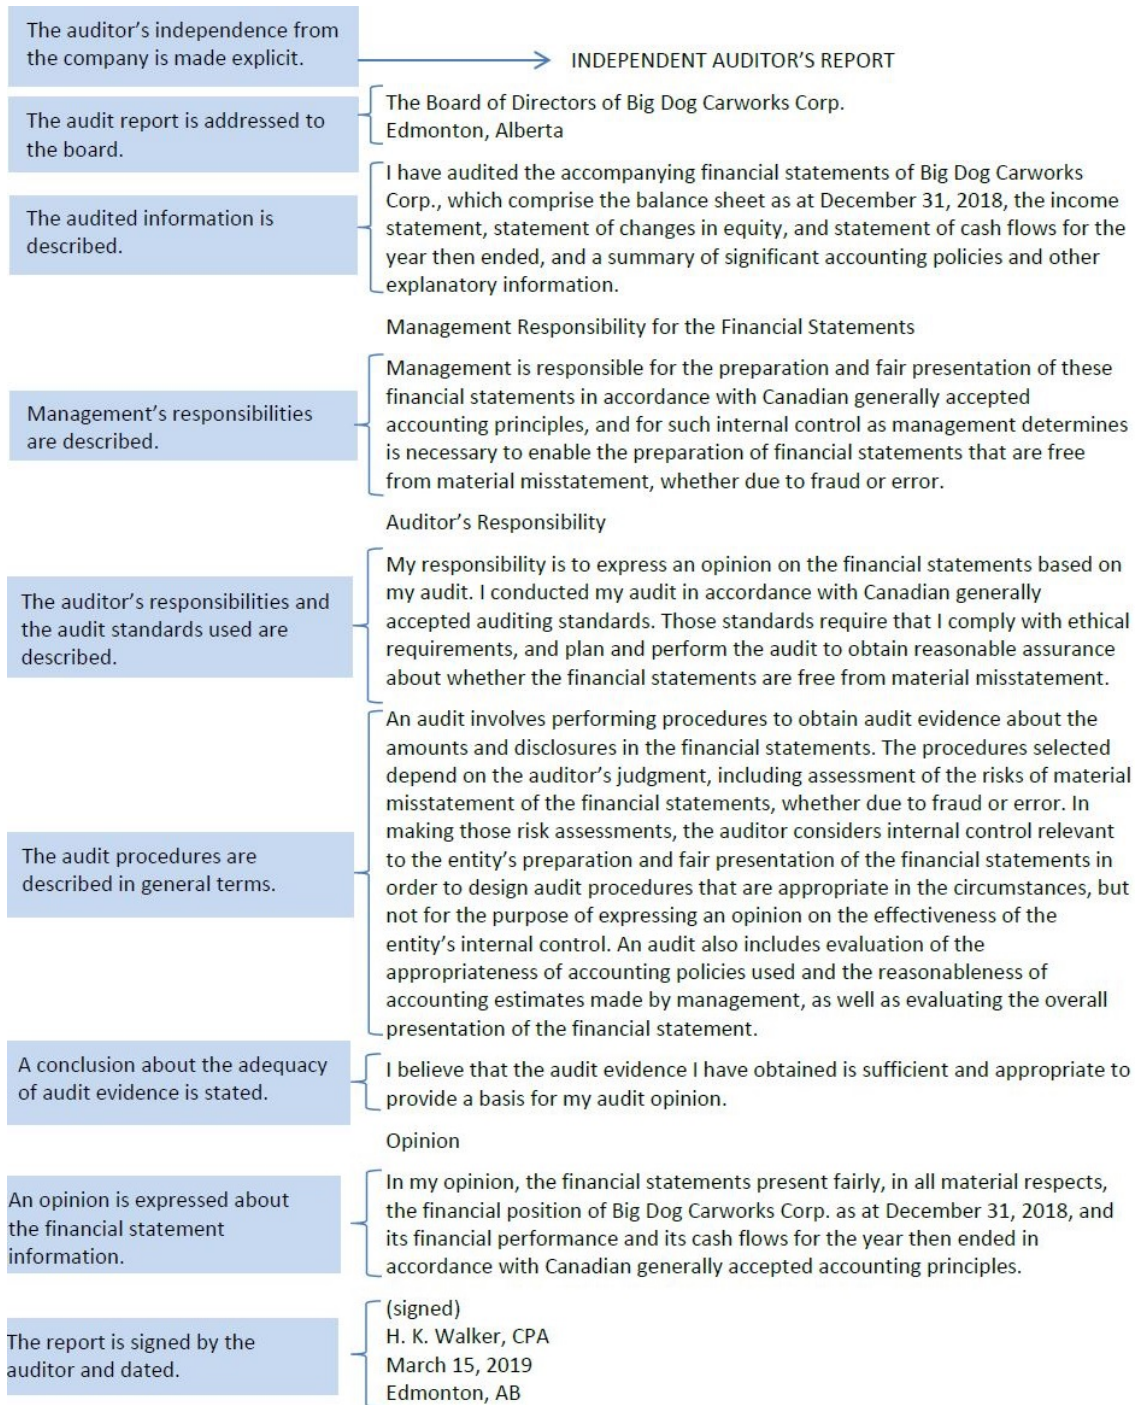 The auditor's independence from
the company is made explicit.
INDEPENDENT AUDITOR'S REPORT
The audit report is addressed to
the board.
The Board of Directors of Big Dog Carworks Corp.
Edmonton, Alberta
The audited information is
described.
I have audited the accompanying financial statements of Big Dog Carworks
Corp., which comprise the balance sheet as at December 31, 2018, the income
statement, statement of changes in equity, and statement of cash flows for the
year then ended, and a summary of significant accounting policies and other
explanatory information.
Management Responsibility for the Financial Statements
Management's responsibilities
are described.
Management is responsible for the preparation and fair presentation of these
financial statements in accordance with Canadian generally accepted
accounting principles, and for such internal control as management determines
is necessary to enable the preparation of financial statements that are free
from material misstatement, whether due to fraud or error.
Auditor's Responsibility
The auditor's responsibilities and
the audit standards used are
described.
My responsibility is to express an opinion on the financial statements based on
my audit. I conducted my audit in accordance with Canadian generally
accepted auditing standards. Those standards require that I comply with ethical
requirements, and plan and perform the audit to obtain reasonable assurance
about whether the financial statements are free from material misstatement.
The audit procedures are
described in general terms.
An audit involves performing procedures to obtain audit evidence about the
amounts and disclosures in the financial statements. The procedures selected
depend on the auditor's judgment, including assessment of the risks of material
misstatement of the financial statements, whether due to fraud or error. In
making those risk assessments, the auditor considers internal control relevant
to the entity's preparation and fair presentation of the financial statements in
order to design audit procedures that are appropriate in the circumstances, but
not for the purpose of expressing an opinion on the effectiveness of the
entity's internal control. An audit also includes evaluation of the
appropriateness of accounting policies used and the reasonableness of
accounting estimates made by management, as well as evaluating the overall
presentation of the financial statement.
A conclusion about the adequacy
of audit evidence is stated.
I believe that the audit evidence I have obtained is sufficient and appropriate to
provide a basis for my audit opinion.
Opinion
An opinion is expressed about
the financial statement
information.
In my opinion, the financial statements present fairly, in all material respects,
the financial position of Big Dog Carworks Corp. as at December 31, 2018, and
its financial performance and its cash flows for the year then ended in
accordance with Canadian generally accepted accounting principles.
The report is signed by the
auditor and dated.
(signed)
H. K. Walker, CPA
March 15, 2019
Edmonton, AB